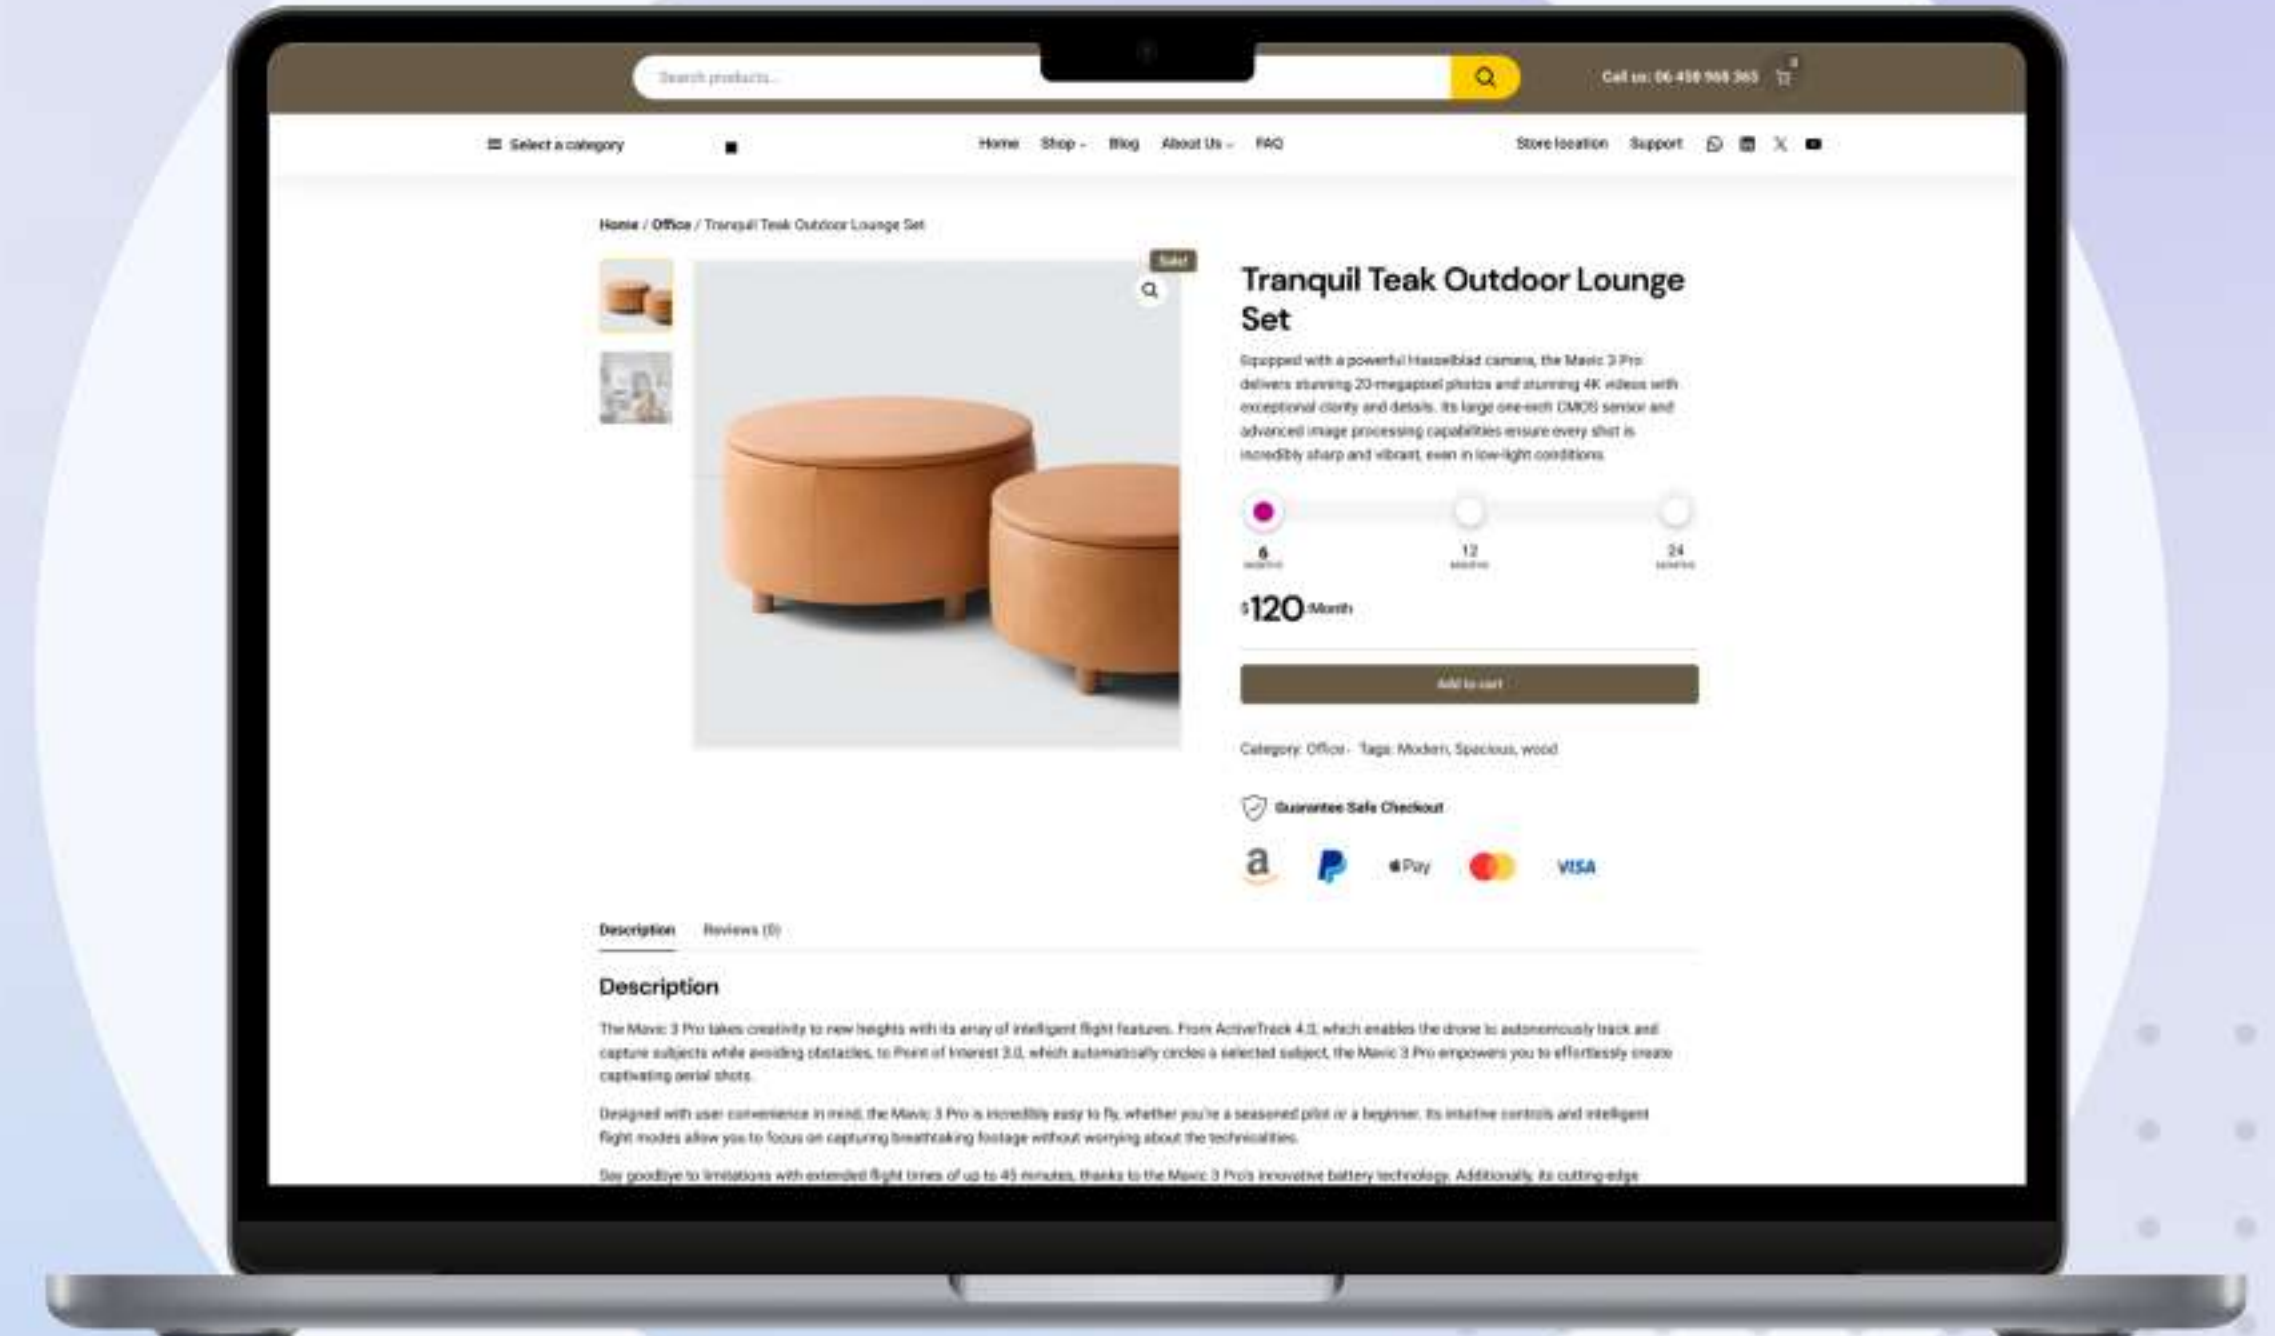 Search products...
Call us: 06 458 965 365
0
Select a category
Home Shop Blog About Us FAQ
Store location Support
Home / Office / Tranquil Teak Outdoor Lounge Set
Sale!
Tranquil Teak Outdoor Lounge
Set
Equipped with a powerful Hasselblad camera, the Mavic 3 Pro
delivers stunning 20-megapixel photos and stunning 4K videos with
exceptional clarity and details. Its large one-inch CMOS sensor and
advanced image processing capabilities ensure every shot is
incredibly sharp and vibrant, even in low-light conditions.
6 12 24
MONTHS MONTHS MONTHS
$120/Month
Add to cart
Category: Office Tags: Modern, Spacious, wood
Guarantee Safe Checkout
a Pay VISA
Description Reviews (0)
Description
The Mavic 3 Pro takes creativity to new heights with its array of intelligent flight features. From ActiveTrack 4.0, which enables the drone to autonomously track and
capture subjects while avoiding obstacles, to Point of Interest 3.0, which automatically circles a selected subject, the Mavic 3 Pro empowers you to effortlessly create
captivating aerial shots.
Designed with user convenience in mind, the Mavic 3 Pro is incredibly easy to fly, whether you're a seasoned pilot or a beginner. Its intuitive controls and intelligent
flight modes allow you to focus on capturing breathtaking footage without worrying about the technicalities.
Say goodbye to limitations with extended flight times of up to 45 minutes, thanks to the Mavic 3 Pro's innovative battery technology. Additionally, its cutting-edge